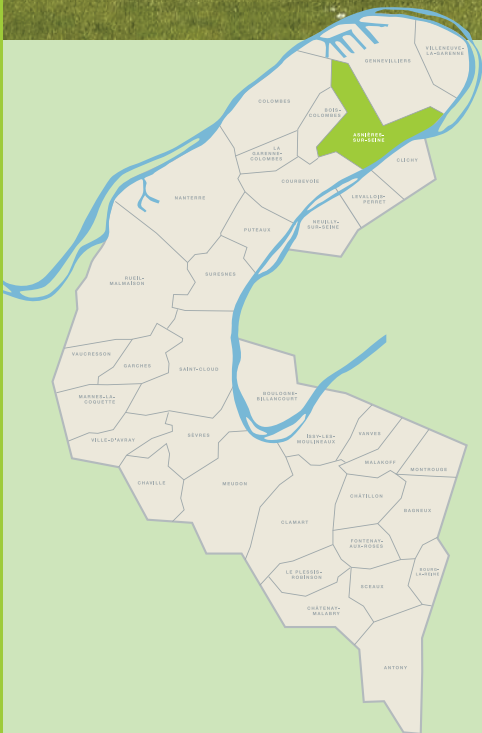 VILLENEUVE-
LA-GARENNE
GENNEVILLIERS
COLOMBES
BOIS-
COLOMBES
ASNIÈRES-
SUR-SEINE
LA
GARENNE-
COLOMBES
CLICHY
COURBEVOIE
NANTERRE
LEVALLOIS-
PERRET
NEUILLY-
SUR-SEINE
PUTEAUX
SURESNES
RUEIL-
MALMAISON
VAUCRESSON
GARCHES
SAINT-CLOUD
MARNES-LA-
COQUETTE
BOULOGNE-
BILLANCOURT
VILLE-D'AVRAY
SÈVRES
ISSY-LES-
MOULINEAUX
VANVES
MALAKOFF
MONTROUGE
CHAVILLE
MEUDON
CHÂTILLON
BAGNEUX
CLAMART
FONTENAY-
AUX-ROSES
LE PLESSIS-
ROBINSON
BOURG-
LA-REINE
SCEAUX
CHÂTENAY-
MALABRY
ANTONY